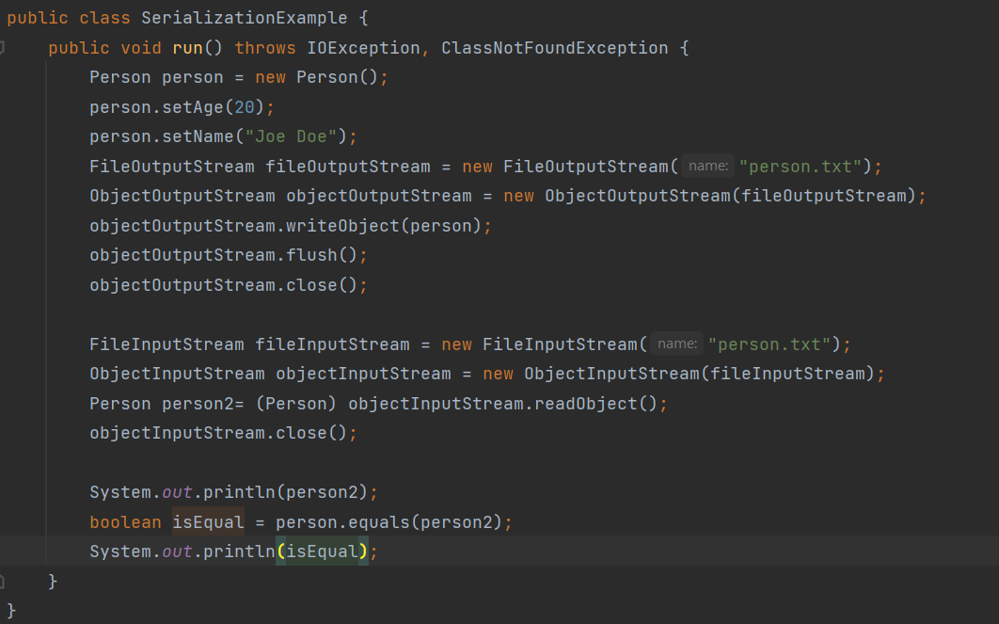 public class SerializationExample {
    public void run() throws IOException, ClassNotFoundException {
        Person person = new Person();
        person.setAge(20);
        person.setName("Joe Doe");
        FileOutputStream fileOutputStream = new FileOutputStream( name: "person.txt");
        ObjectOutputStream objectOutputStream = new ObjectOutputStream(fileOutputStream);
        objectOutputStream.writeObject(person);
        objectOutputStream.flush();
        objectOutputStream.close();

        FileInputStream fileInputStream = new FileInputStream( name: "person.txt");
        ObjectInputStream objectInputStream = new ObjectInputStream(fileInputStream);
        Person person2= (Person) objectInputStream.readObject();
        objectInputStream.close();

        System.out.println(person2);
        boolean isEqual = person.equals(person2);
        System.out.println(isEqual);
    }
}